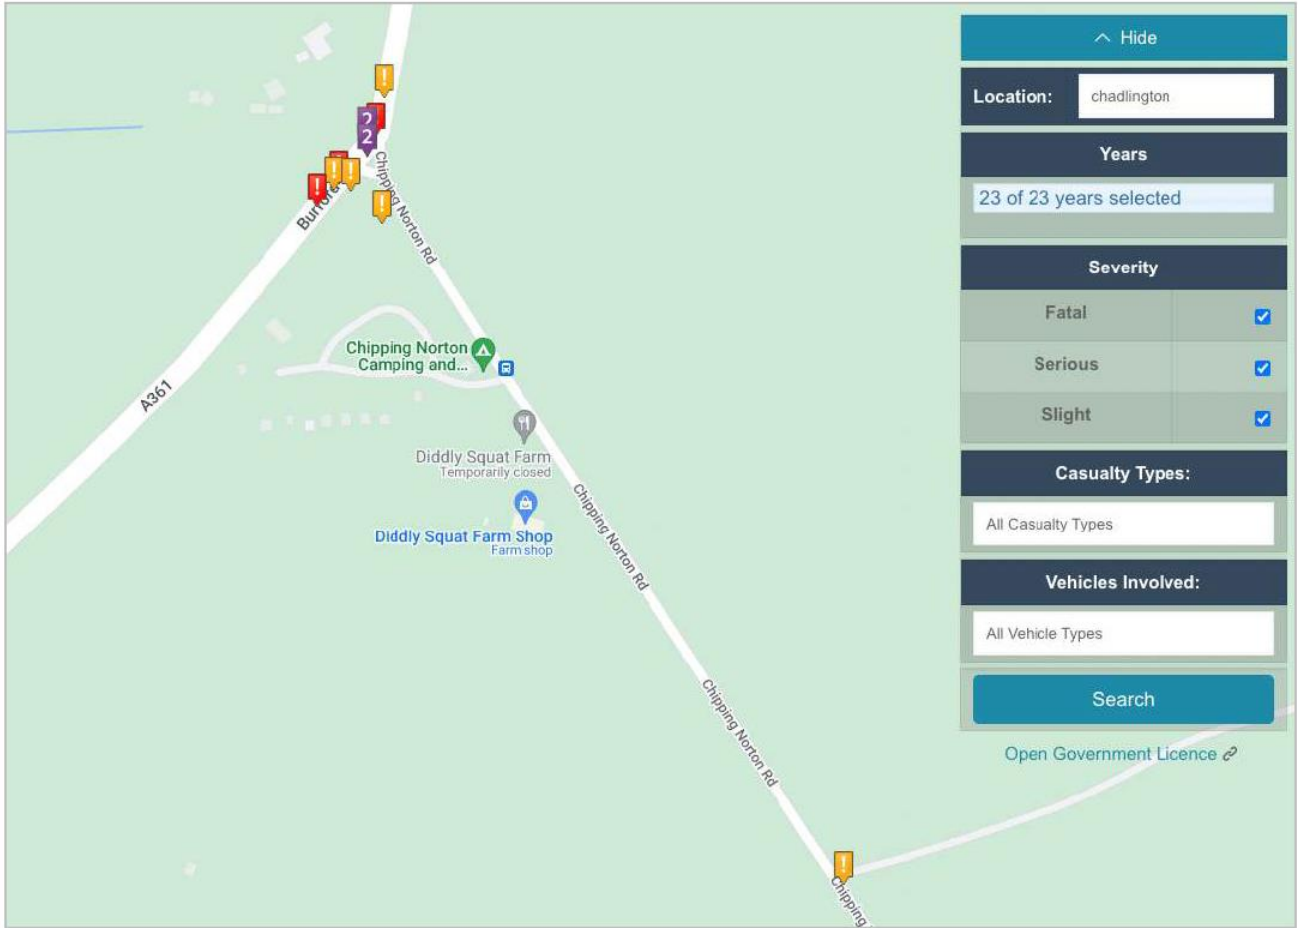 Hide
Location:
chadlington
Years
23 of 23 years selected
Severity
Fatal
Serious
Slight
Casualty Types:
All Casualty Types
Vehicles Involved:
All Vehicle Types
Search
Open Government Licence
!
2
2
!
!
!
!
!
Chipping Norton Rd
A361
Chipping Norton
Camping and...
Diddly Squat Farm
Temporarily closed
Diddly Squat Farm Shop
Farm shop
Chipping Norton Rd
Chipping Norton Rd
!
Chipping